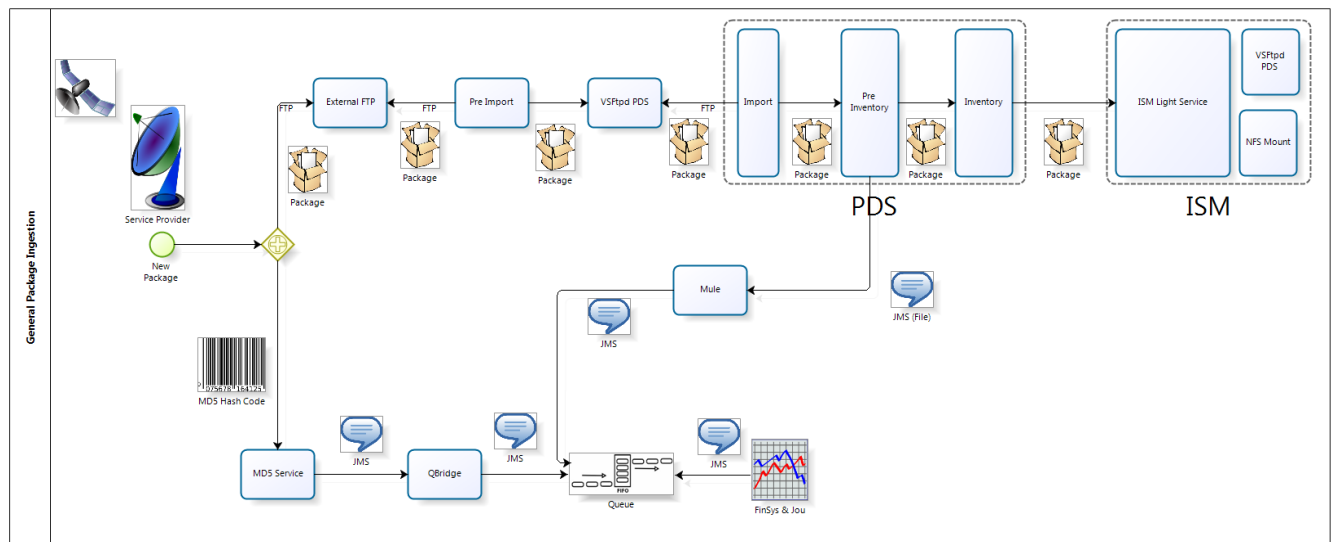 General Package Ingestion
Service Provider
New
Package
FTP
External FTP
FTP
Pre Import
VSFtpd PDS
FTP
Import
Pre
Inventory
Inventory
ISM Light Service
VSFtpd
PDS
NFS Mount
Package
Package
Package
Package
Package
Package
Package
PDS
ISM
Mule
JMS (File)
JMS
MD5 Hash Code
MD5 Service
JMS
QBridge
JMS
FIFO
Queue
JMS
FinSys & Jou